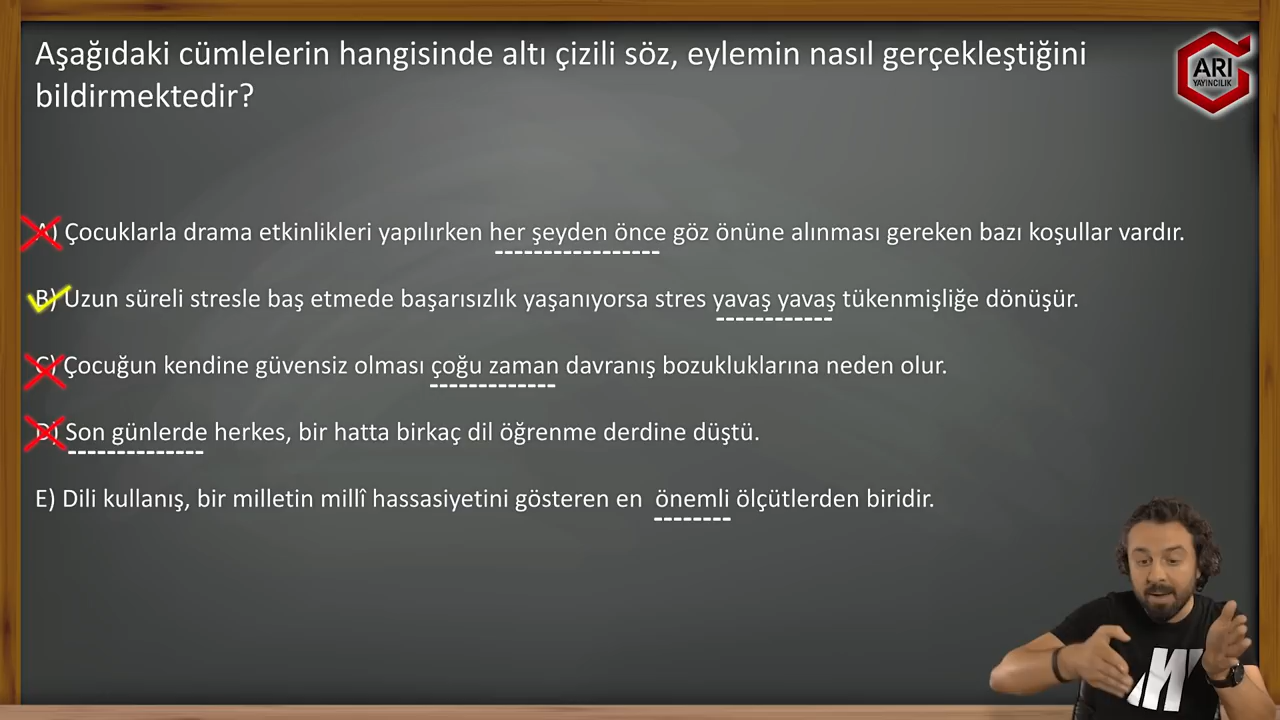 Aşağıdaki cümlelerin hangisinde altı çizili söz, eylemin nasıl gerçekleştiğini
bildirmektedir?
ARI
YAYINCILIK
A) Çocuklarla drama etkinlikleri yapılırken her şeyden önce göz önüne alınması gereken bazı koşullar vardır.
B) Uzun süreli stresle baş etmede başarısızlık yaşanıyorsa stres yavaş yavaş tükenmişliğe dönüşür.
C) Çocuğun kendine güvensiz olması çoğu zaman davranış bozukluklarına neden olur.
D) Son günlerde herkes, bir hatta birkaç dil öğrenme derdine düştü.
E) Dili kullanış, bir milletin millî hassasiyetini gösteren en önemli ölçütlerden biridir.